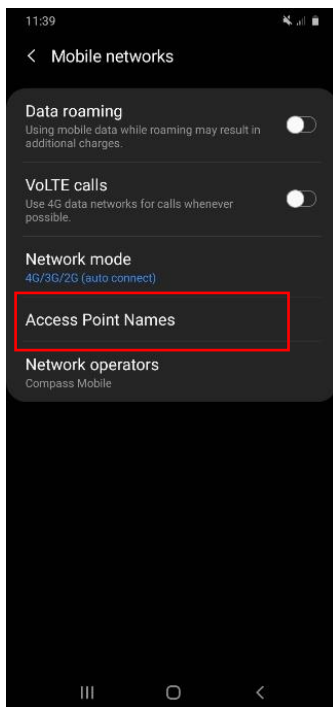 11:39
Mobile networks
Data roaming
Using mobile data while roaming may result in
additional charges.
VoLTE calls
Use 4G data networks for calls whenever
possible.
Network mode
4G/3G/2G (auto connect)
Access Point Names
Network operators
Compass Mobile